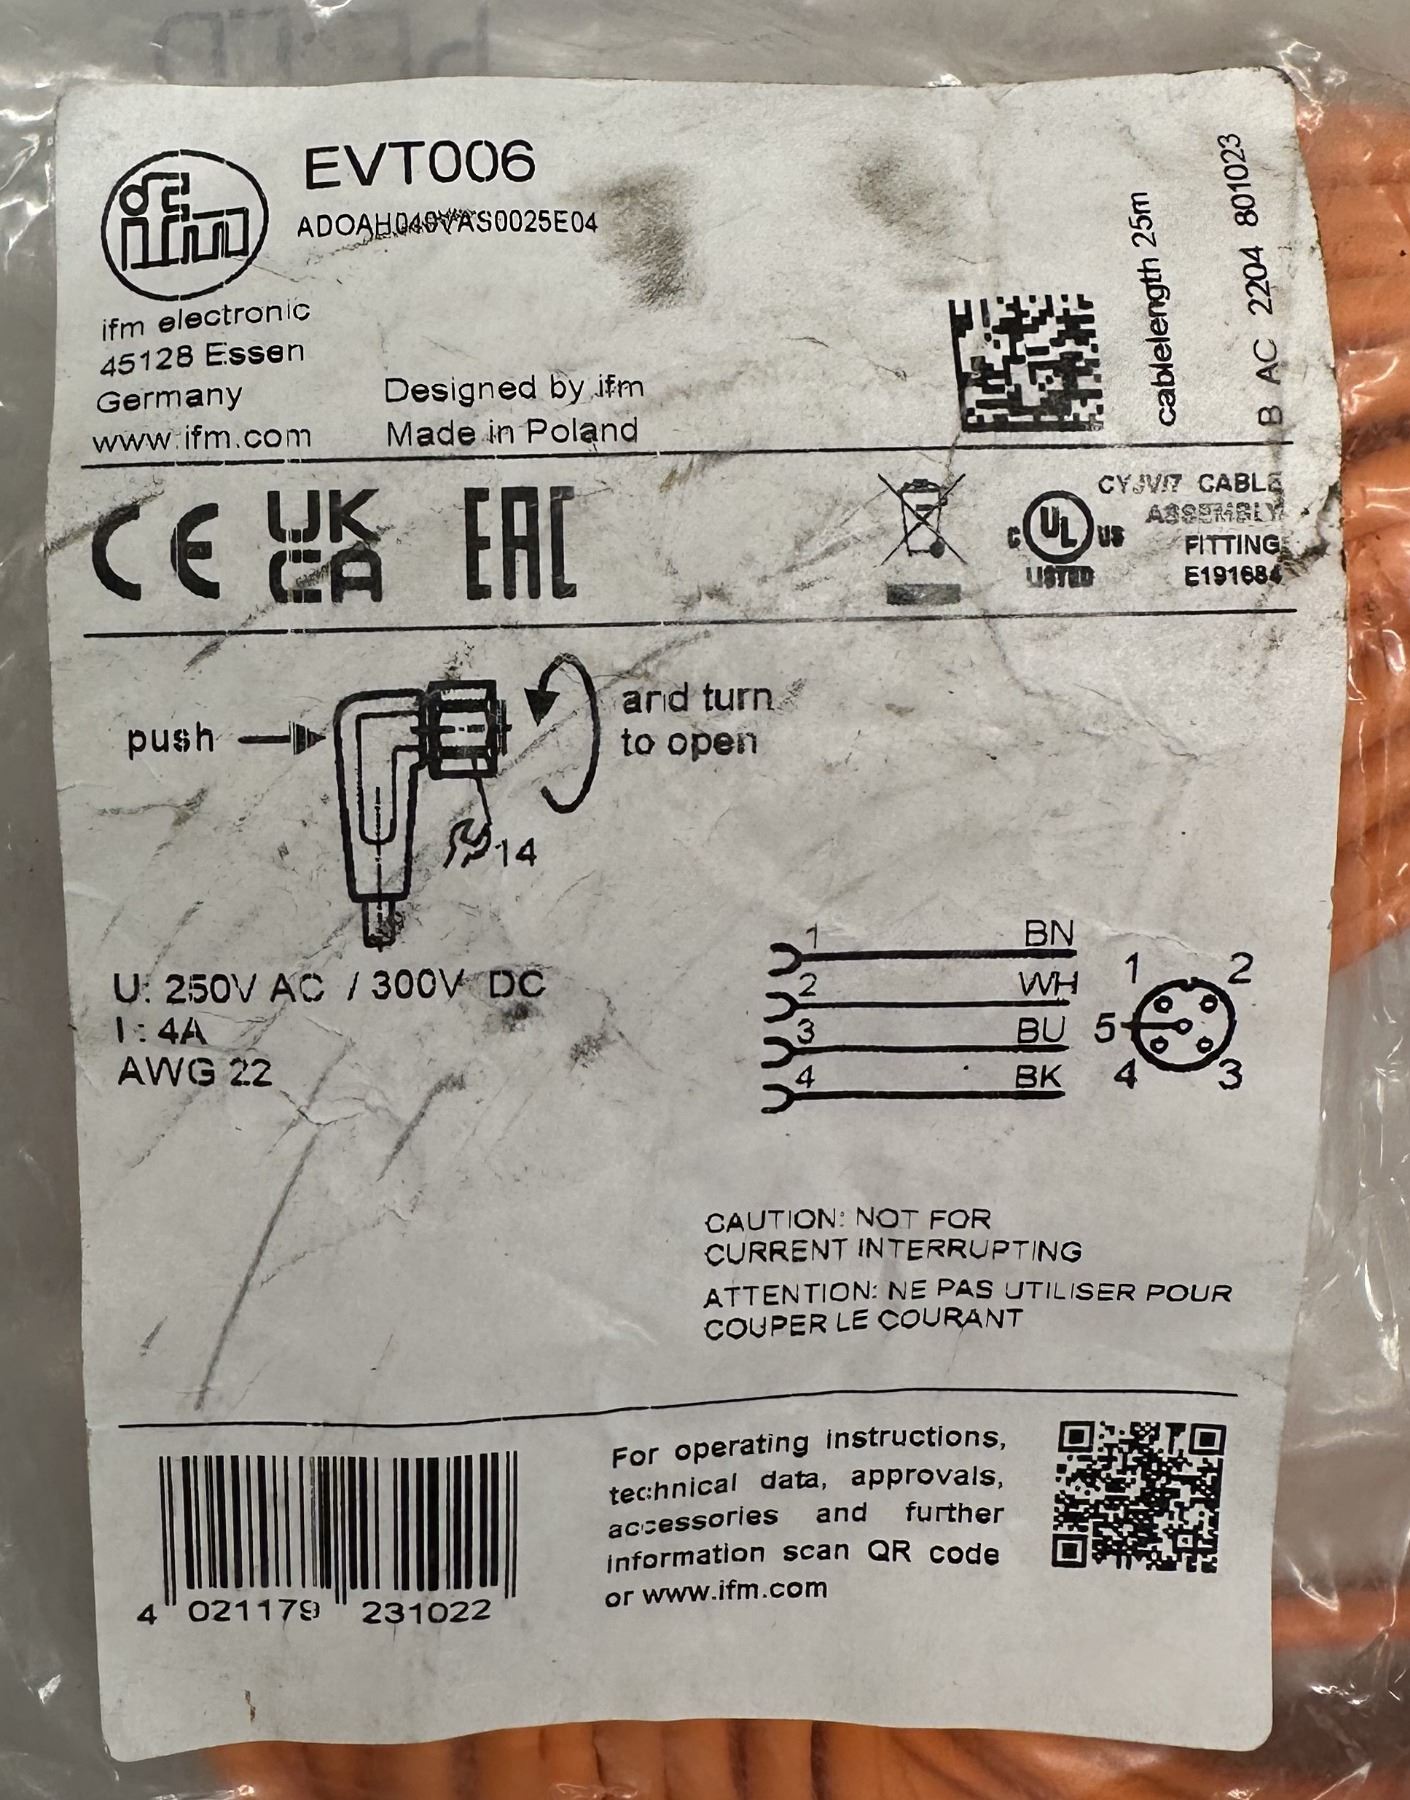 ifm
EVT006
ifm electronic
45128 Essen
Germany
www.ifm.com
Designed by ifm
Made in Poland
cablelength 25m
B AC 2204 801023
CE
UK
CA
EAC
C UL US
LISTED
CYJV/7 CABLE
ASSEMBLY
FITTING
E191684
push
and turn
to open
14
U: 250V AC / 300V DC
I : 4A
AWG 22
1 BN
2 WH
3 BU
4 BK
1 2
5
4 3
CAUTION: NOT FOR
CURRENT INTERRUPTING
ATTENTION: NE PAS UTILISER POUR
COUPER LE COURANT
4 021179 231022
For operating instructions,
technical data, approvals,
accessories and further
information scan QR code
or www.ifm.com